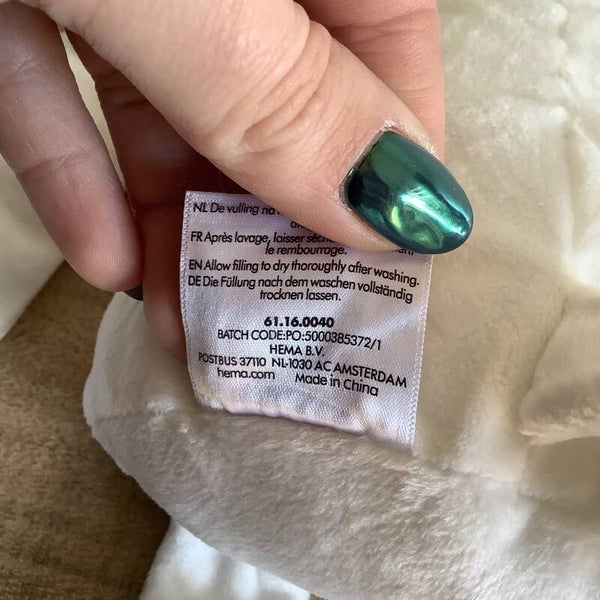 NL De vulling na
FR Après lavage, laisser séch
le rembourrage.
EN Allow filling to dry thoroughly after washing.
DE Die Füllung nach dem waschen vollständig
trocknen lassen.
61.16.0040
BATCH CODE:PO:5000385372/1
HEMA B.V.
POSTBUS 37110 NL-1030 AC AMSTERDAM
hema.com Made in China